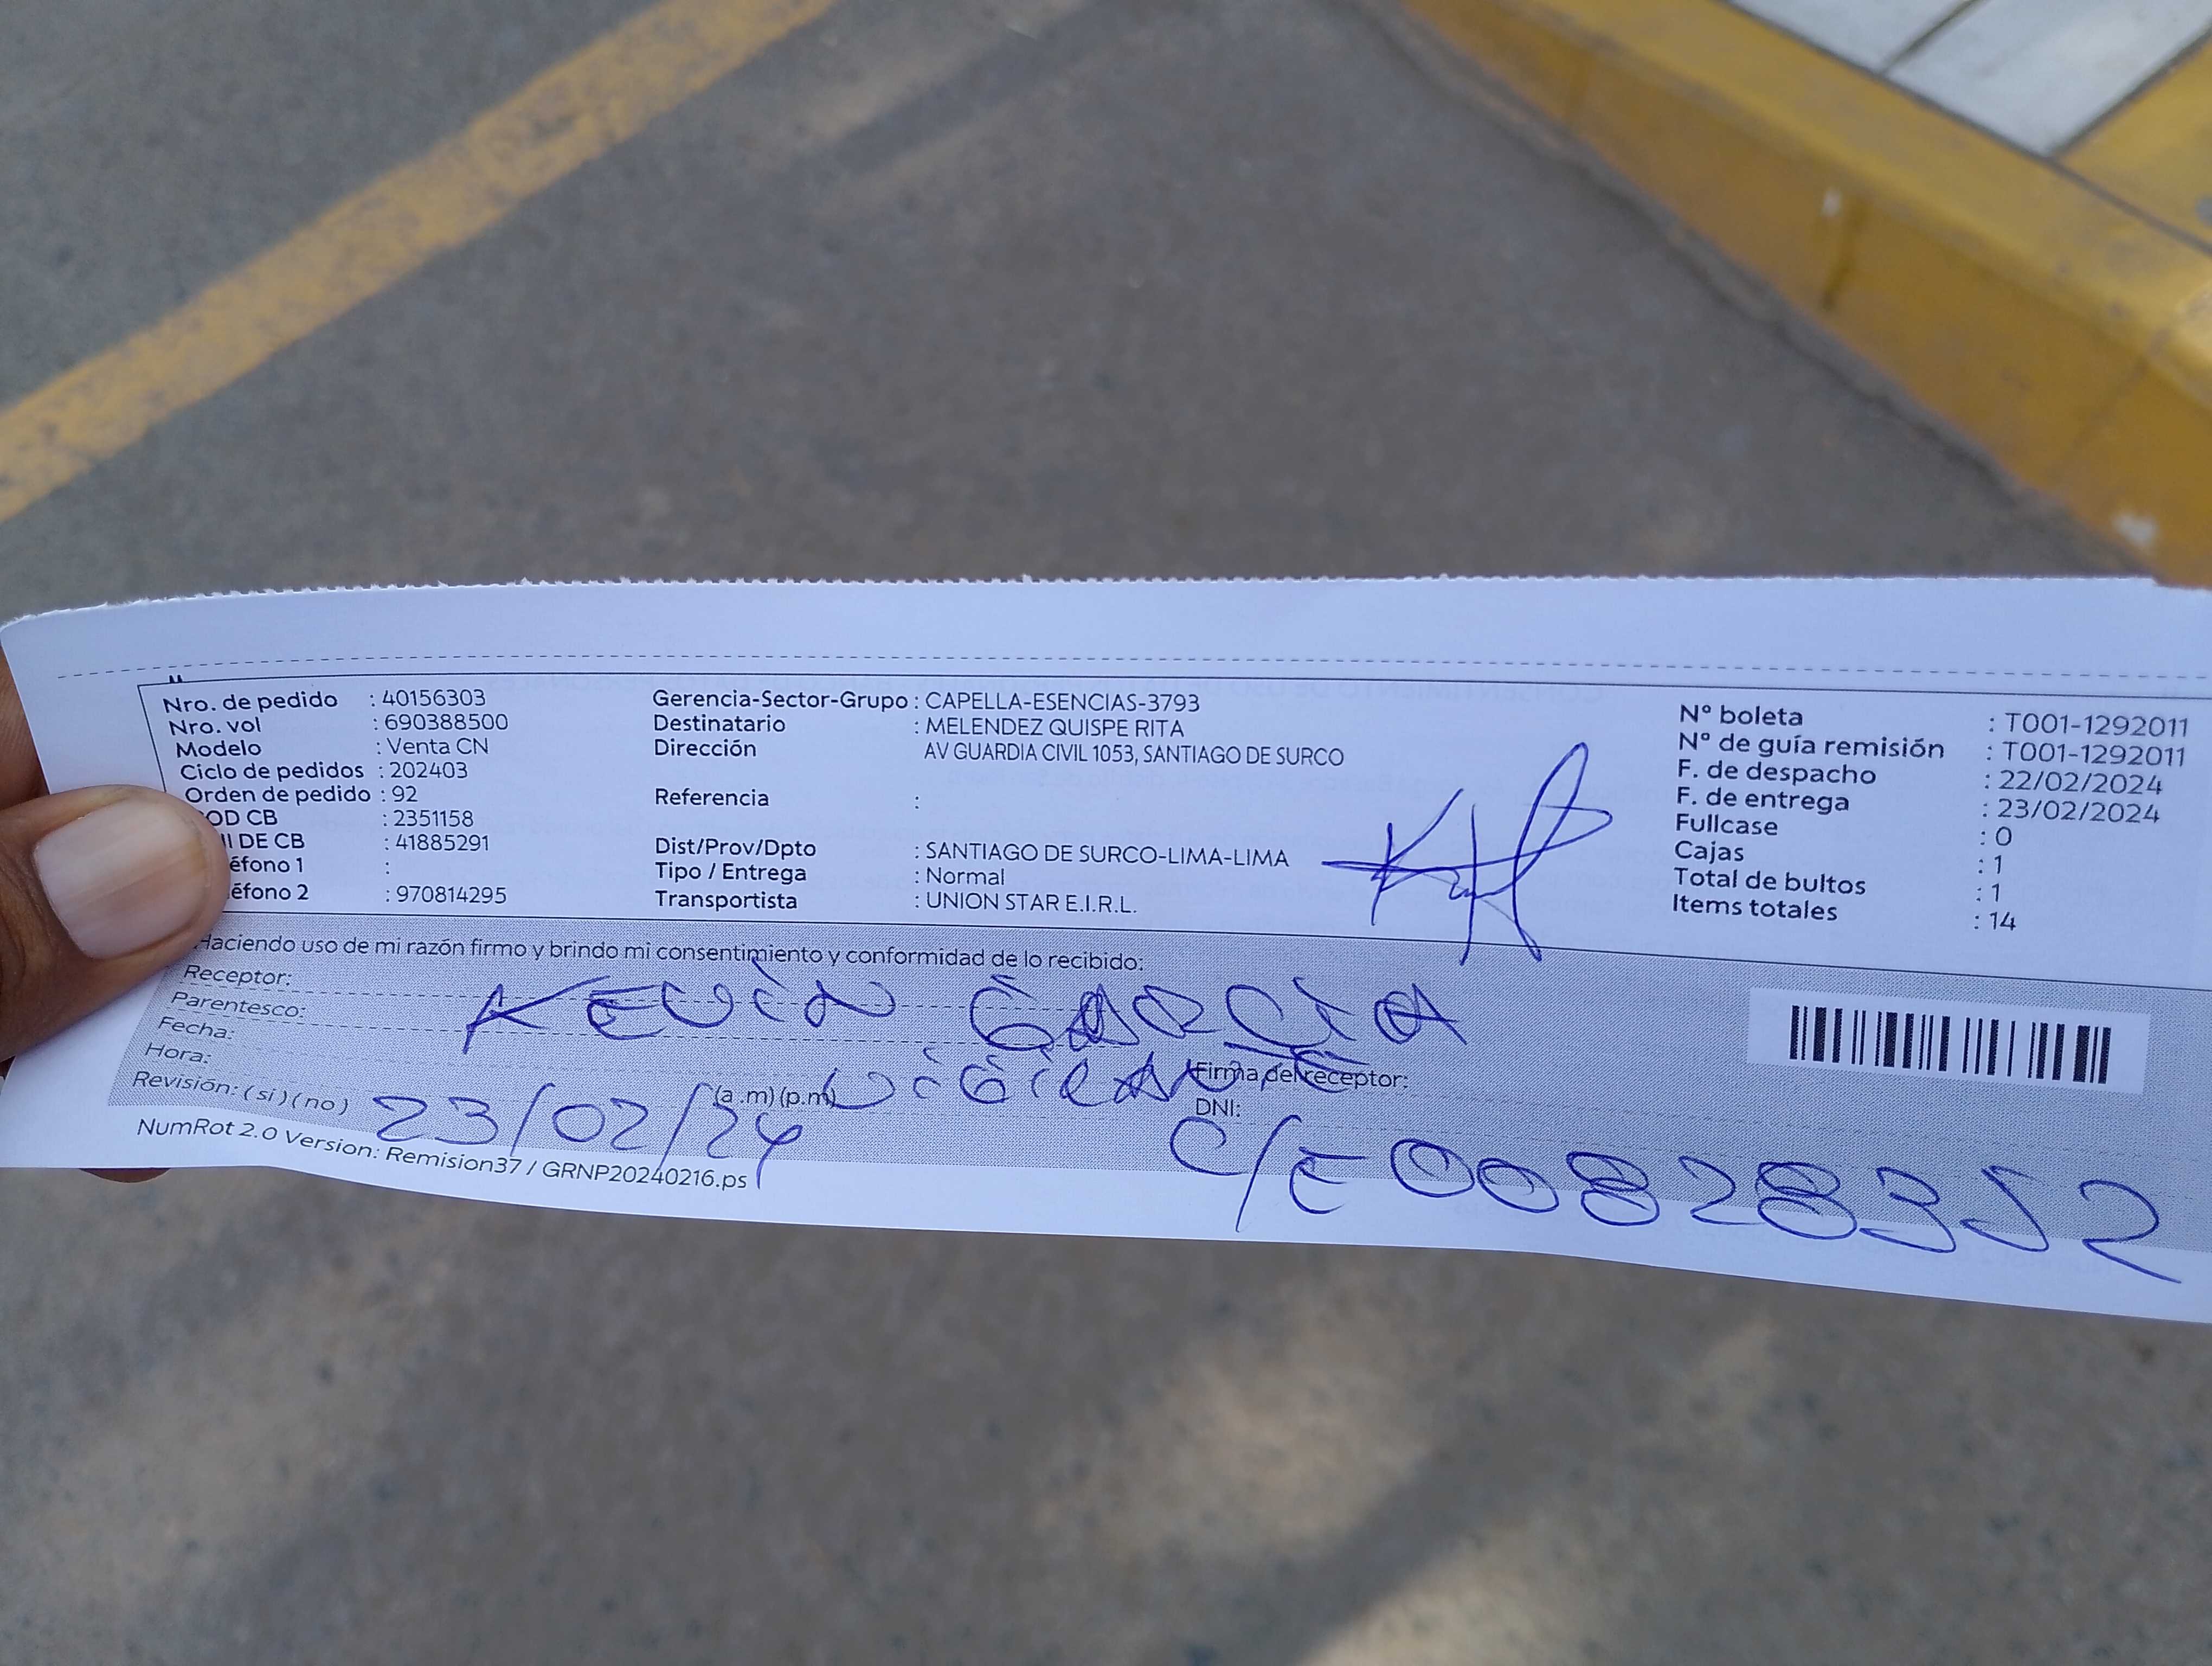 Nro. de pedido : 40156303
Nro. vol : 690388500
Modelo : Venta CN
Ciclo de pedidos : 202403
Orden de pedido : 92
OD CB : 2351158
I DE CB : 41885291
éfono 1 :
éfono 2 : 970814295
Gerencia-Sector-Grupo : CAPELLA-ESENCIAS-3793
Destinatario : MELENDEZ QUISPE RITA
Dirección AV GUARDIA CIVIL 1053, SANTIAGO DE SURCO
Referencia :
Dist/Prov/Dpto : SANTIAGO DE SURCO-LIMA-LIMA
Tipo / Entrega : Normal
Transportista : UNION STAR E.I.R.L.
N° boleta : T001-1292011
N° de guía remisión : T001-1292011
F. de despacho : 22/02/2024
F. de entrega : 23/02/2024
Fullcase : 0
Cajas : 1
Total de bultos : 1
Items totales : 14
Haciendo uso de mi razón firmo y brindo mi consentimiento y conformidad de lo recibido:
Receptor: KEVIN GARCIA
Parentesco: VIGILANTE
Fecha: 23/02/24
Hora: (a .m) (p.m)
Revisión: ( si ) ( no )
Firma del receptor:
DNI: C/E 00828352
NumRot 2.0 Version: Remision37 / GRNP20240216.ps